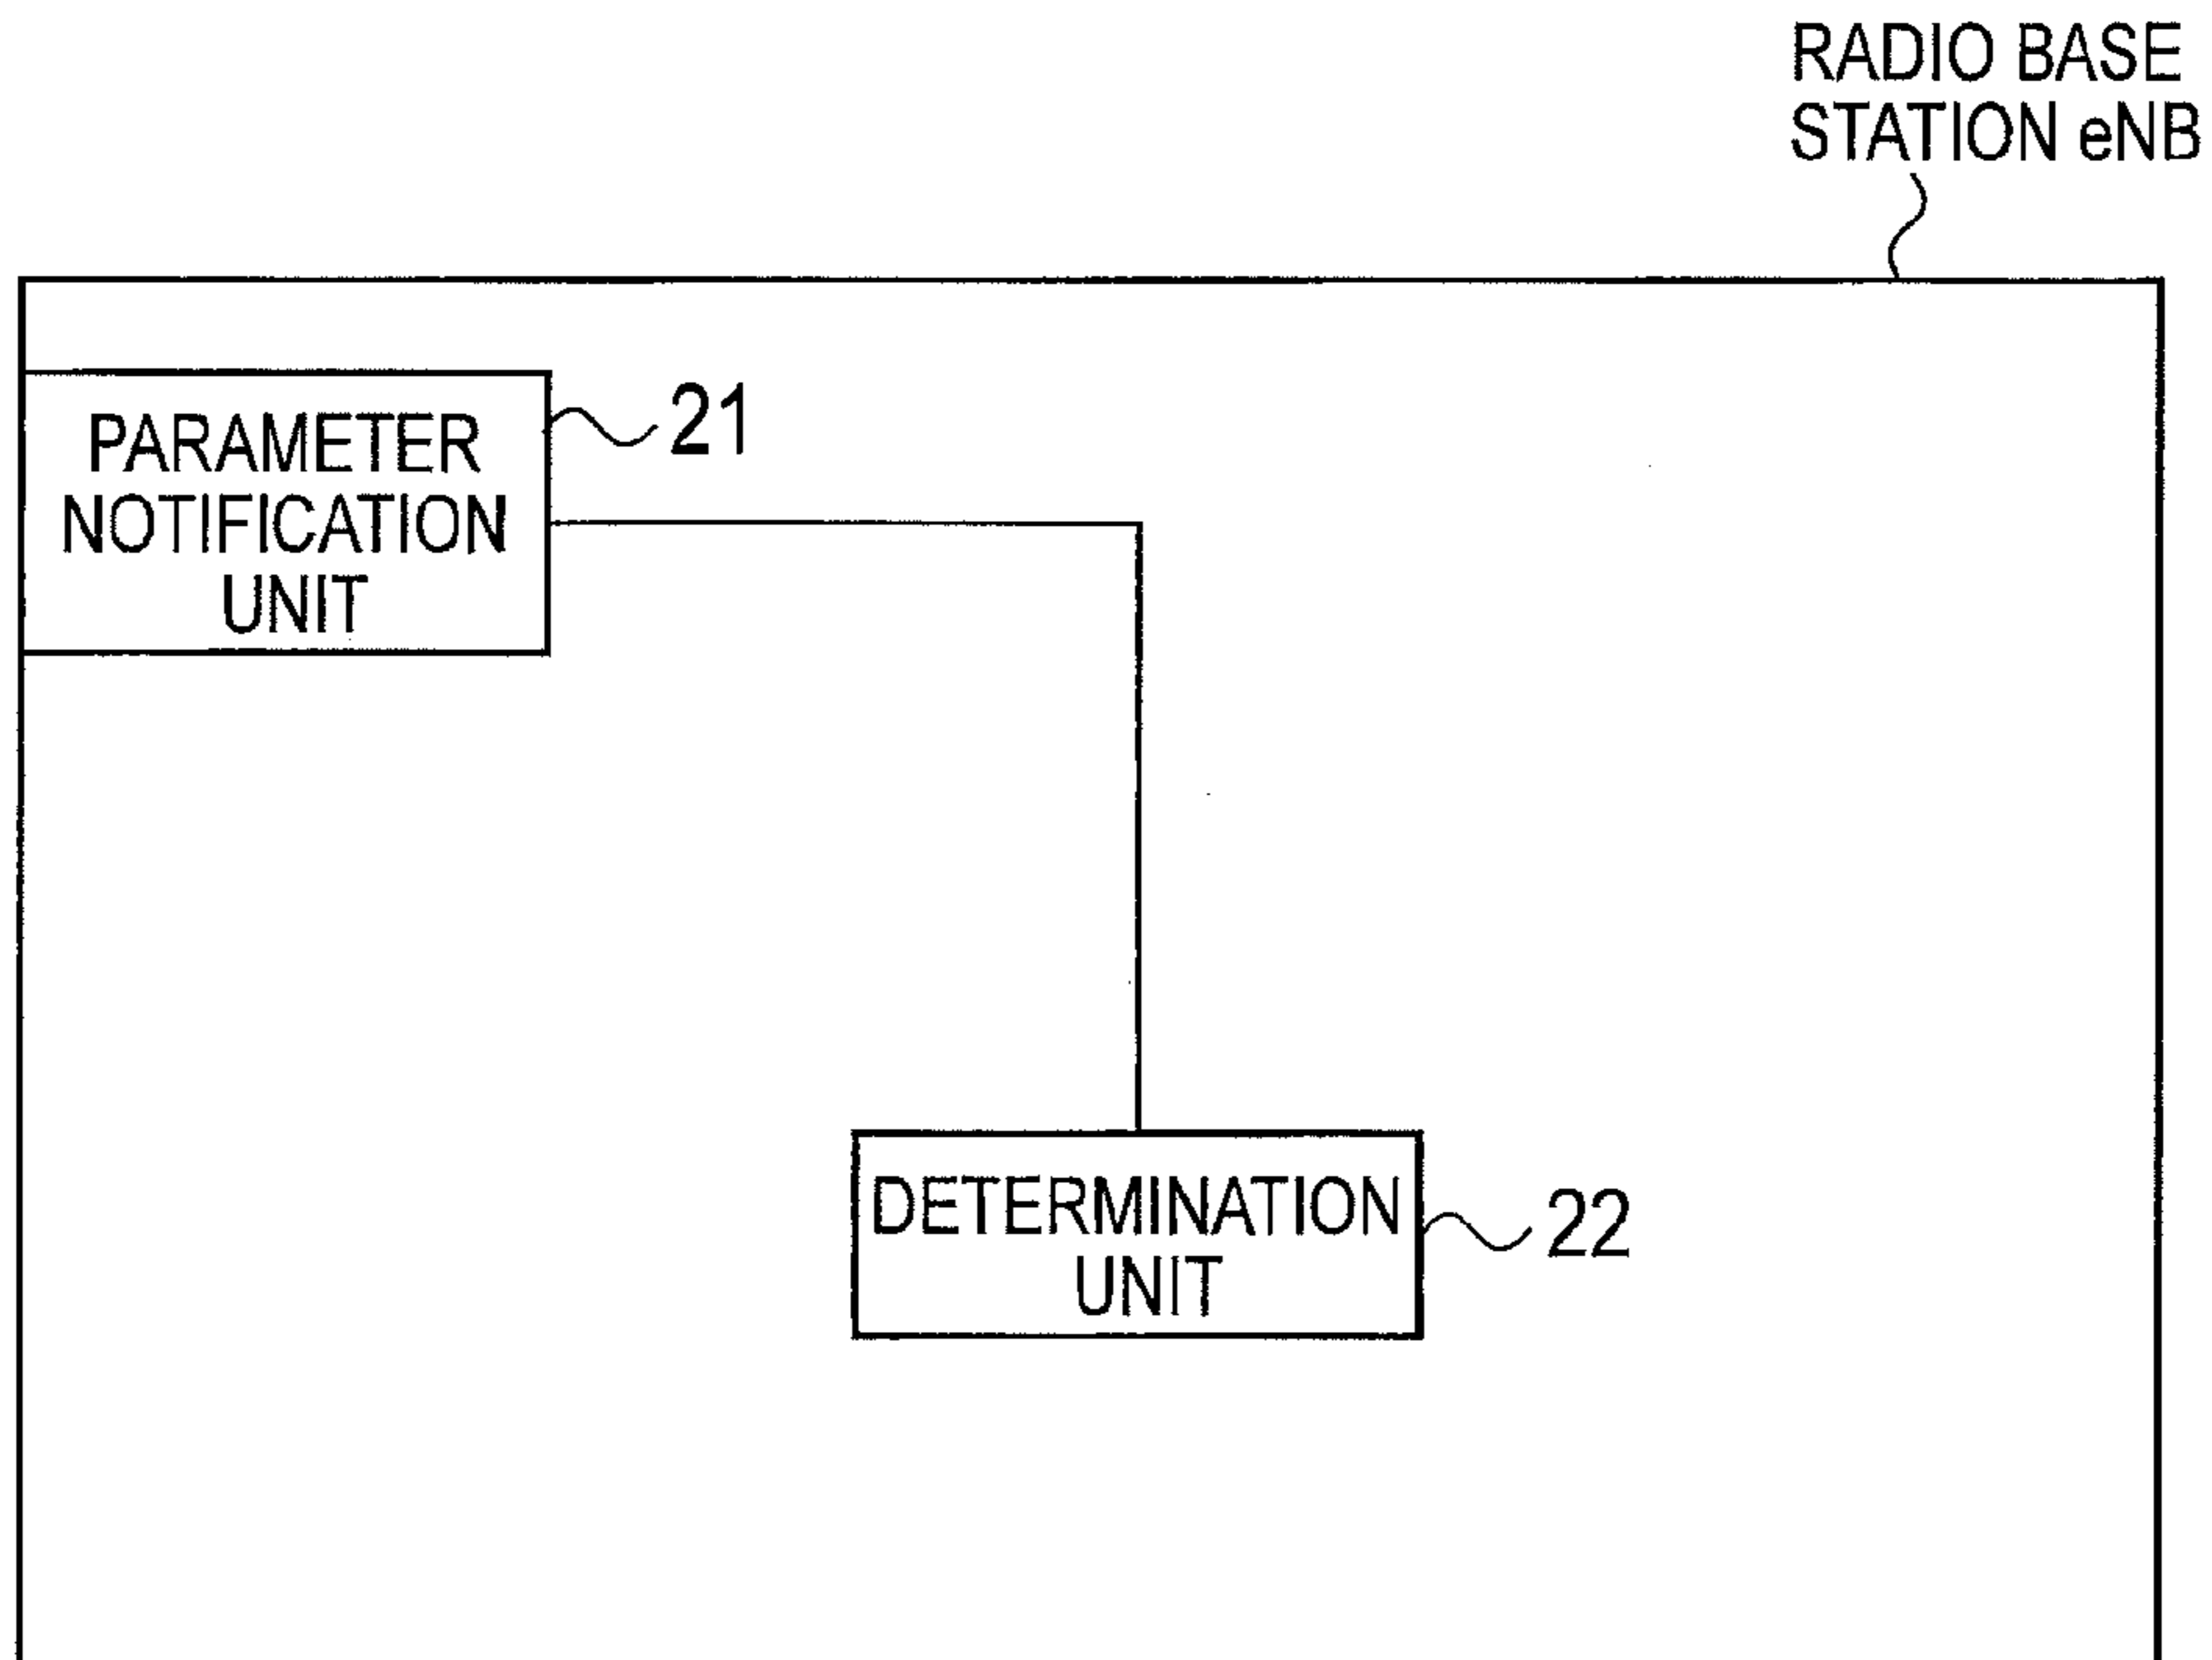 RADIO BASE
STATION eNB
PARAMETER
NOTIFICATION
UNIT
21
DETERMINATION
UNIT
22